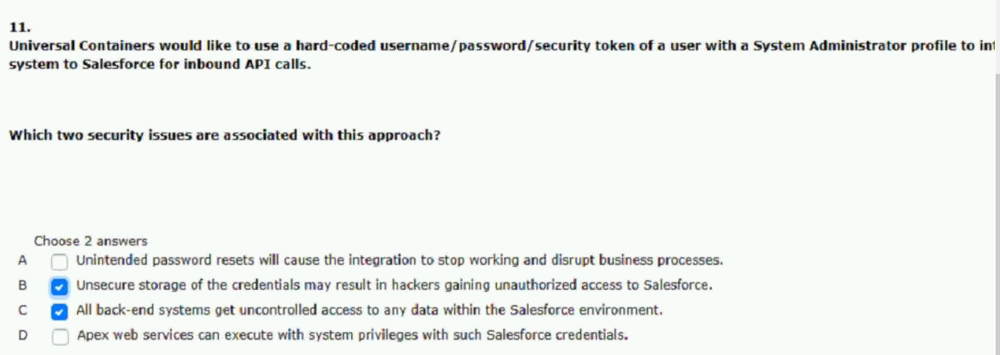 11.
Universal Containers would like to use a hard-coded username/password/security token of a user with a System Administrator profile to
system to Salesforce for inbound API calls.
Which two security issues are associated with this approach?
Choose 2 answers
A Unintended password resets will cause the integration to stop working and disrupt business processes.
B Unsecure storage of the credentials may result in hackers gaining unauthorized access to Salesforce.
C All back-end systems get uncontrolled access to any data within the Salesforce environment.
D Apex web services can execute with system privileges with such Salesforce credentials.